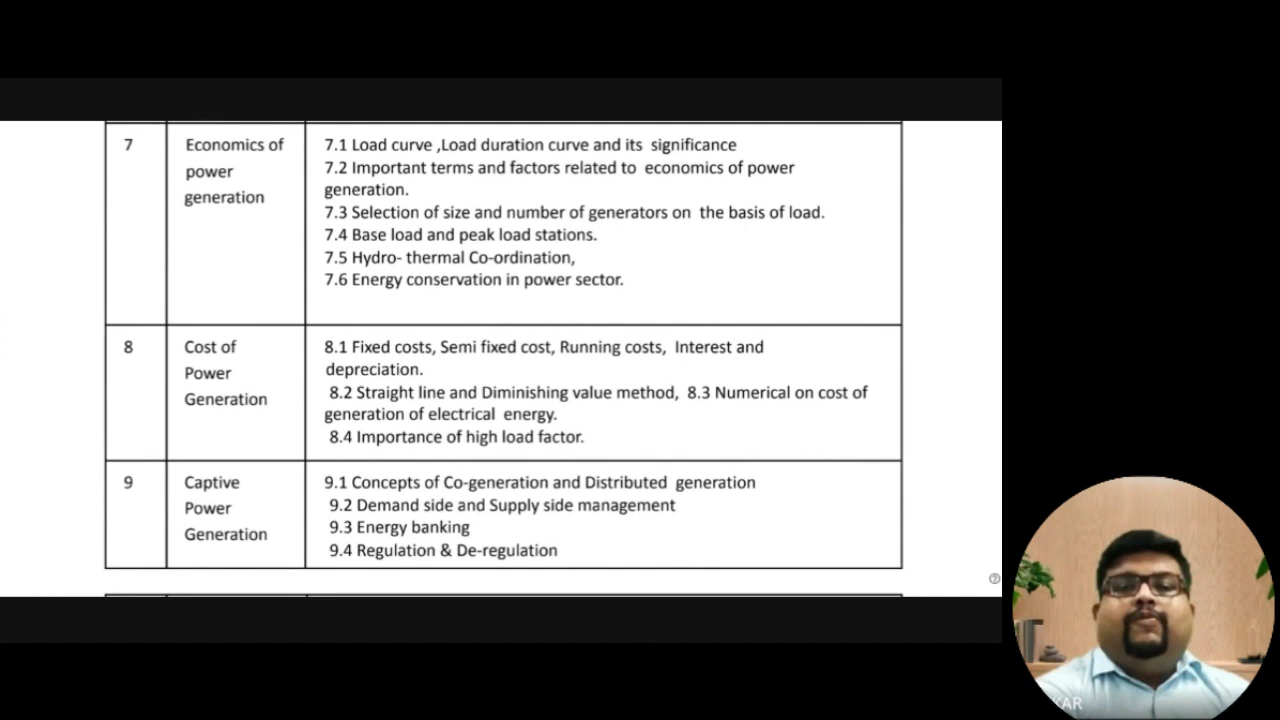 7
Economics of
power
generation
7.1 Load curve ,Load duration curve and its significance
7.2 Important terms and factors related to economics of power
generation.
7.3 Selection of size and number of generators on the basis of load.
7.4 Base load and peak load stations.
7.5 Hydro- thermal Co-ordination,
7.6 Energy conservation in power sector.
8
Cost of
Power
Generation
8.1 Fixed costs, Semi fixed cost, Running costs, Interest and
depreciation.
8.2 Straight line and Diminishing value method, 8.3 Numerical on cost of
generation of electrical energy.
8.4 Importance of high load factor.
9
Captive
Power
Generation
9.1 Concepts of Co-generation and Distributed generation
9.2 Demand side and Supply side management
9.3 Energy banking
9.4 Regulation & De-regulation
KAR